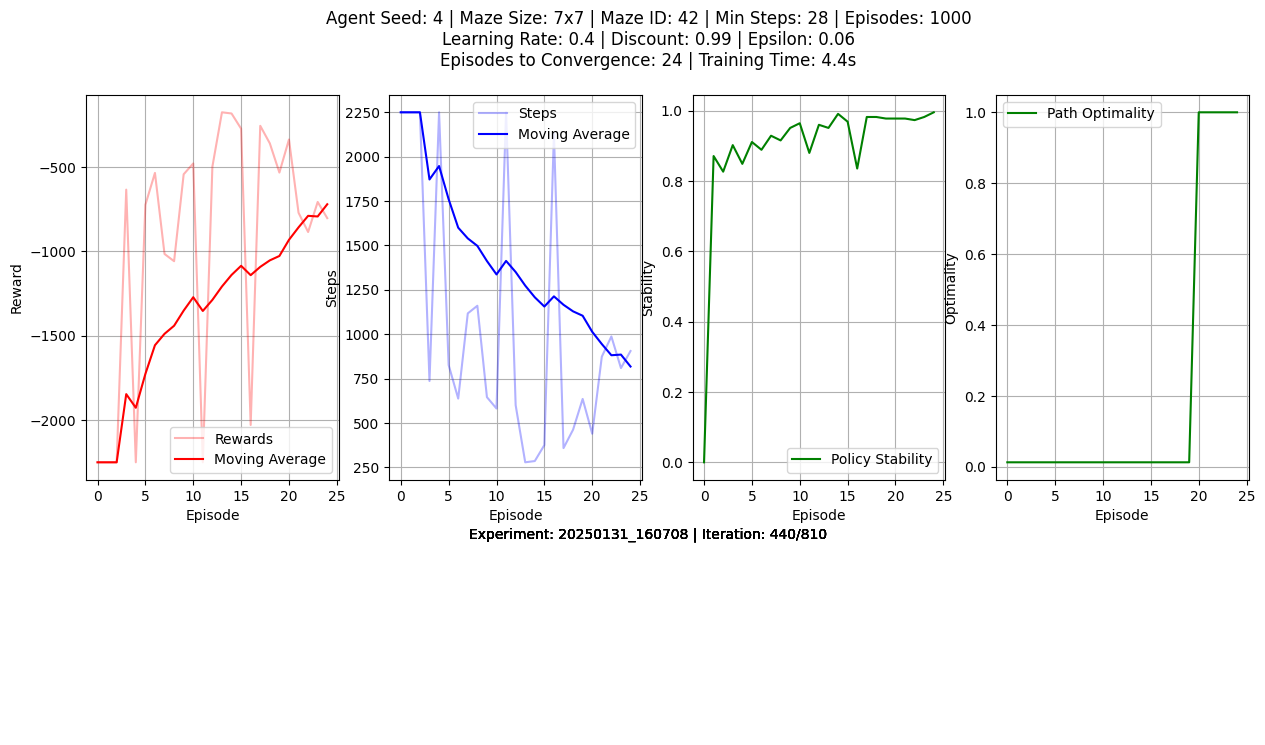 Agent Seed: 4 | Maze Size: 7x7 | Maze ID: 42 | Min Steps: 28 | Episodes: 1000
Learning Rate: 0.4 | Discount: 0.99 | Epsilon: 0.06
Episodes to Convergence: 24 | Training Time: 4.4s
Reward
−500
−1000
−1500
−2000
Rewards
Moving Average
0 5 10 15 20 25
Episode
Steps
2250
2000
1750
1500
1250
1000
750
500
250
Steps
Moving Average
0 5 10 15 20 25
Episode
Stability
1.0
0.8
0.6
0.4
0.2
0.0
Policy Stability
0 5 10 15 20 25
Episode
Optimality
1.0
0.8
0.6
0.4
0.2
0.0
Path Optimality
0 5 10 15 20 25
Episode
Experiment: 20250131_160708 | Iteration: 440/810